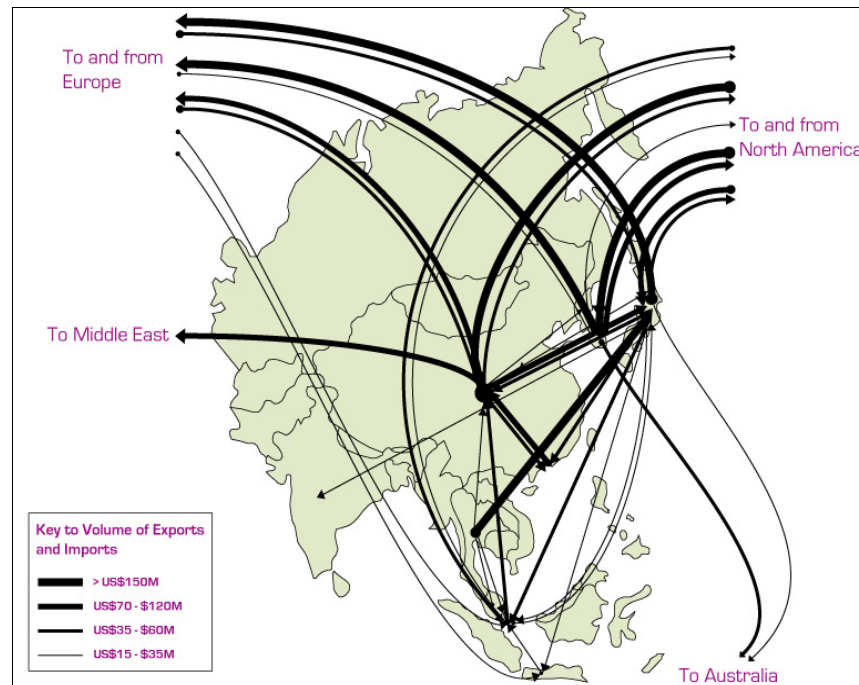 To and from
Europe
To and from
North America
To Middle East
Key to Volume of Exports
and Imports
> US$150M
US$70 - $120M
US$35 - $60M
US$15 - $35M
To Australia